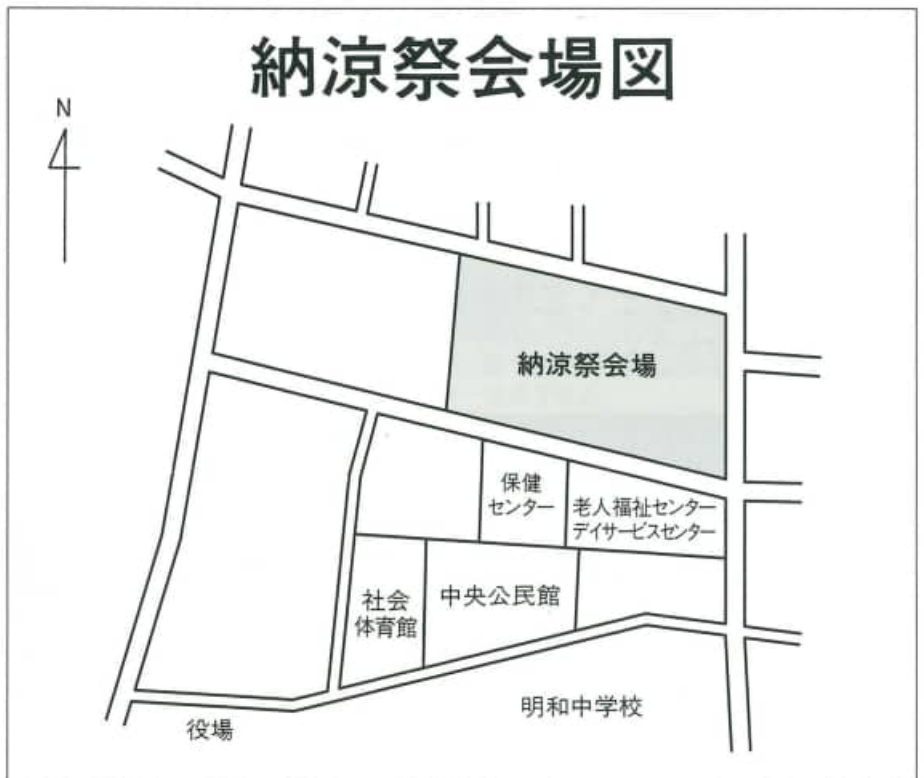 納涼祭会場図
N
納涼祭会場
保健
センター
老人福祉センター
デイサービスセンター
社会
体育館
中央公民館
明和中学校
役場